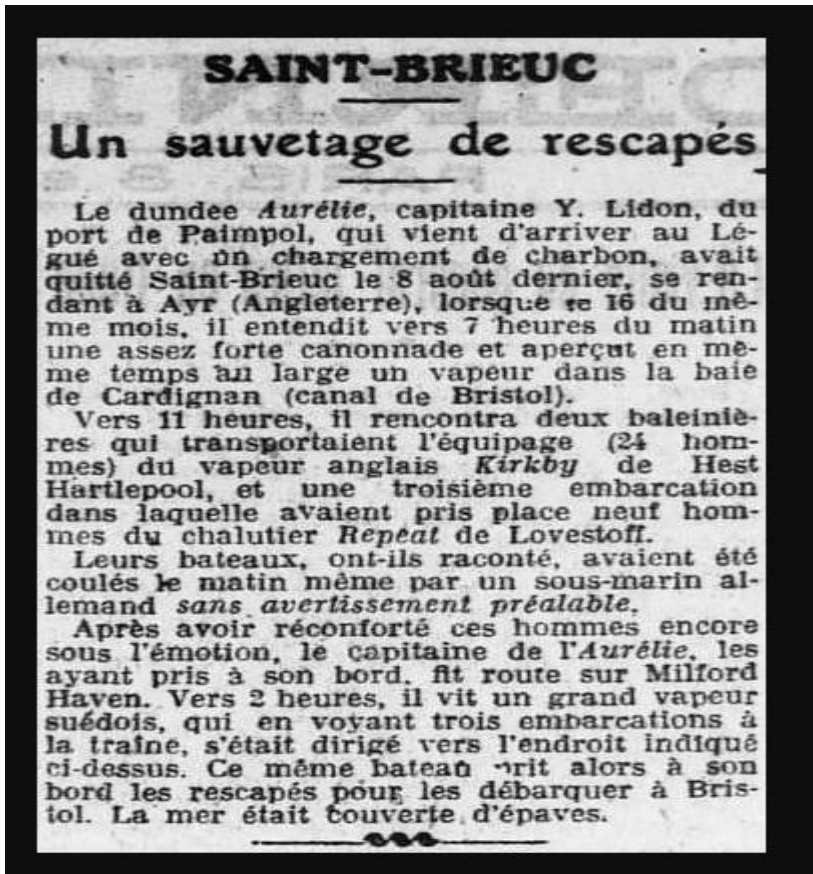 SAINT-BRIEUC
Un sauvetage de rescapés
Le dundee Aurélie, capitaine Y. Lidon, du
port de Paimpol, qui vient d'arriver au Lé-
gué avec un chargement de charbon, avait
quitté Saint-Brieuc le 8 août dernier, se ren-
dant à Ayr (Angleterre), lorsque le 16 du mê-
me mois, il entendit vers 7 heures du matin
une assez forte canonnade et aperçut en mê-
me temps au large un vapeur dans la baie
de Cardignan (canal de Bristol).
Vers 11 heures, il rencontra deux baleiniè-
res qui transportaient l'équipage (24 hom-
mes) du vapeur anglais Kirkby de Hest
Hartlepool, et une troisième embarcation
dans laquelle avaient pris place neuf hom-
mes du chalutier Repeat de Lovestoff.
Leurs bateaux, ont-ils raconté, avaient été
coulés le matin même par un sous-marin al-
lemand sans avertissement préalable.
Après avoir réconforté ces hommes encore
sous l'émotion, le capitaine de l'Aurélie, les
ayant pris à son bord, fit route sur Milford
Haven. Vers 2 heures, il vit un grand vapeur
suédois, qui en voyant trois embarcations à
la traîne, s'était dirigé vers l'endroit indiqué
ci-dessus. Ce même bateau prit alors à son
bord les rescapés pour les débarquer à Bris-
tol. La mer était couverte d'épaves.